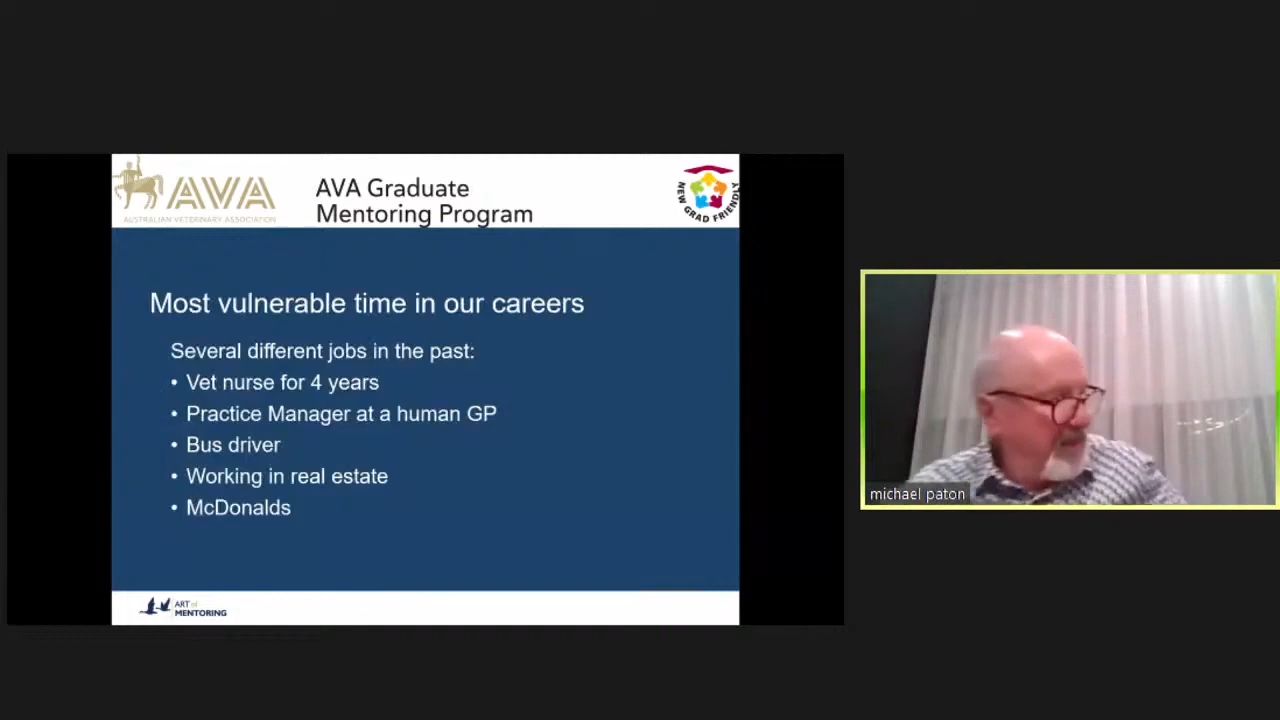 AVA
AUSTRALIAN VETERINARY ASSOCIATION
AVA Graduate
Mentoring Program
NEW GRAD FRIENDLY
Most vulnerable time in our careers
Several different jobs in the past:
• Vet nurse for 4 years
• Practice Manager at a human GP
• Bus driver
• Working in real estate
• McDonalds
ART of
MENTORING
michael paton